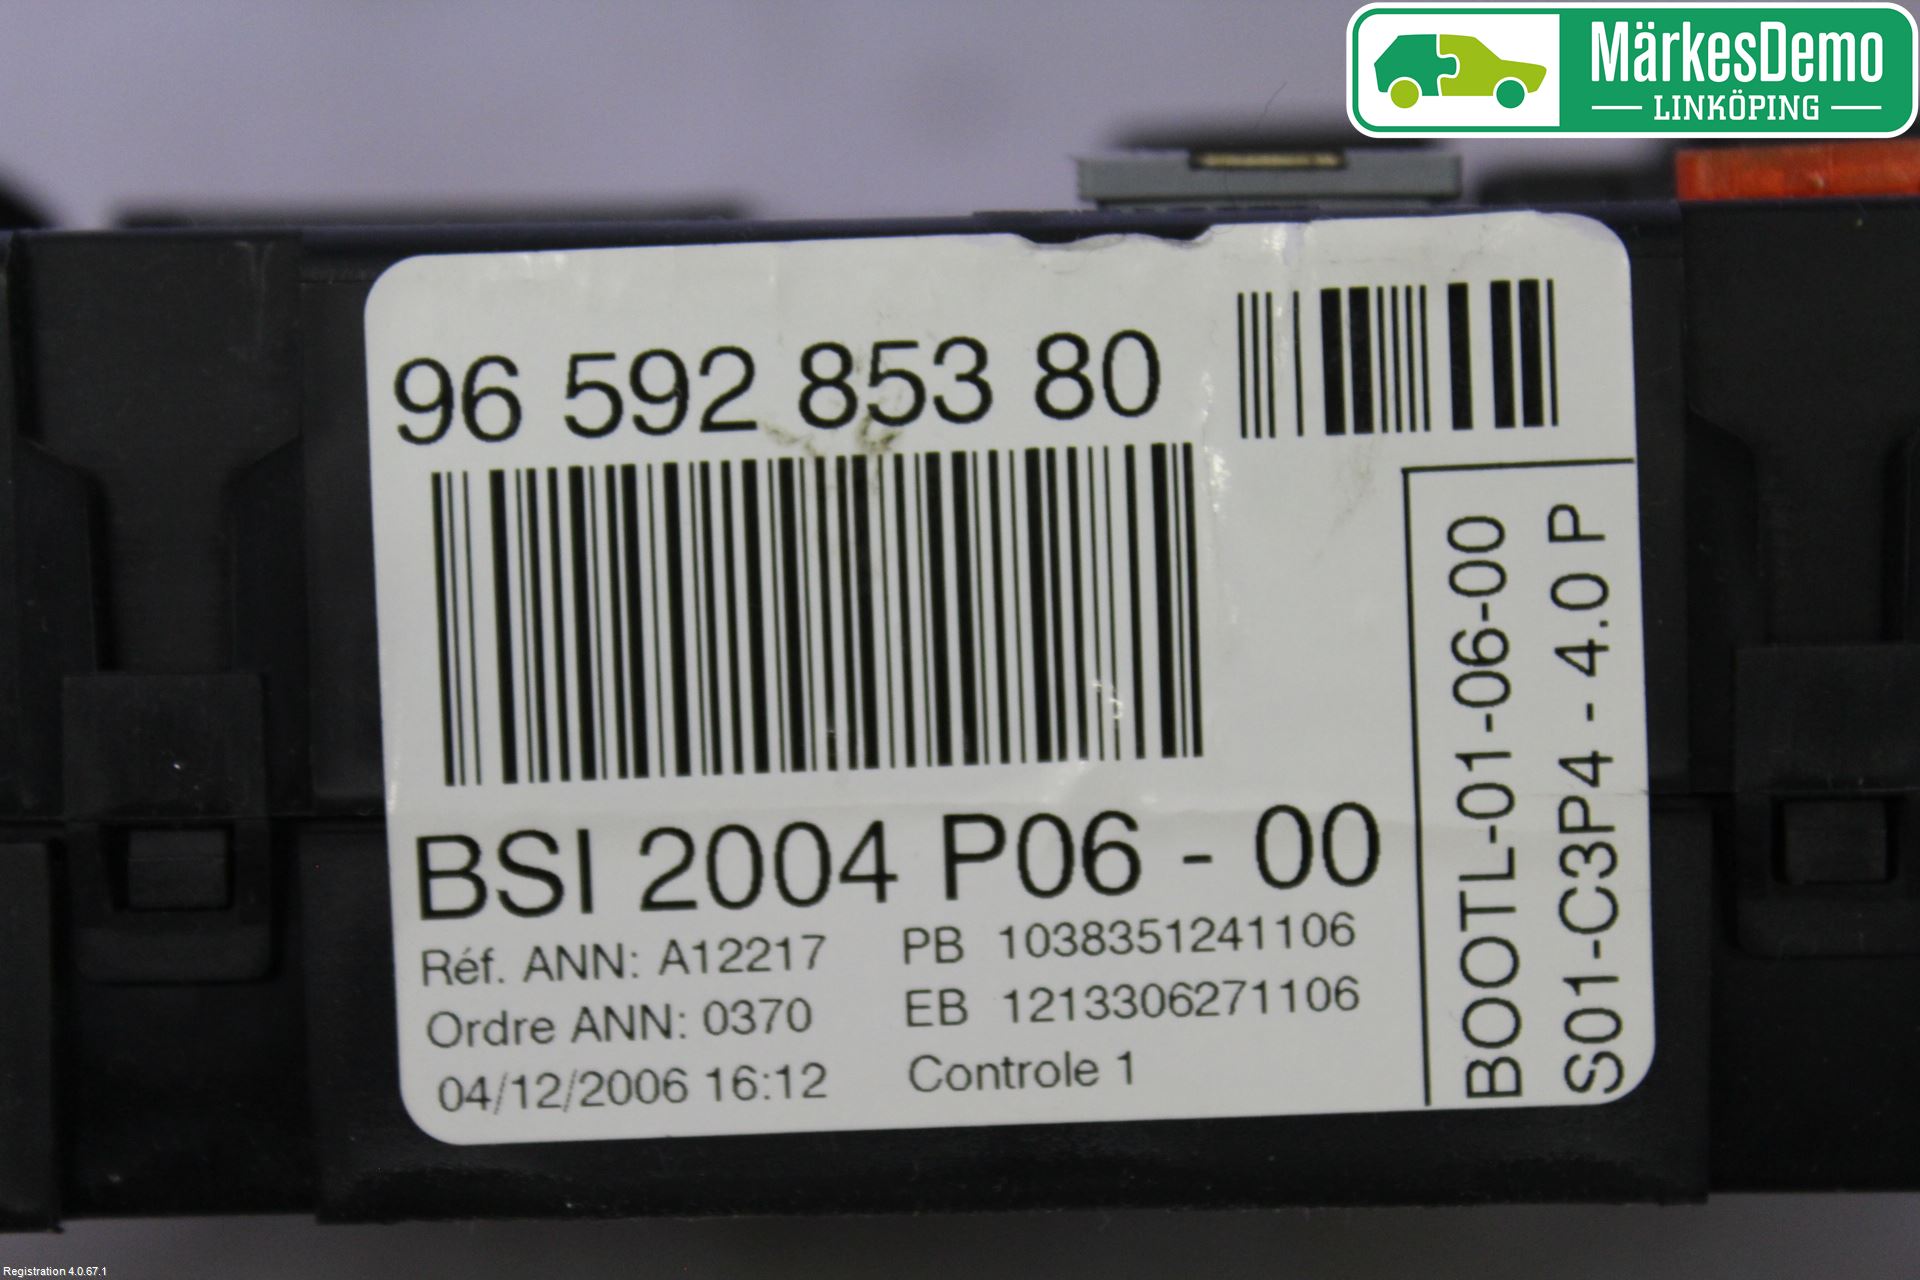 MärkesDemo
LINKÖPING
96 592 853 80
BSI 2004 P06 - 00
Réf. ANN: A12217 PB 1038351241106
Ordre ANN: 0370 EB 1213306271106
04/12/2006 16:12 Controle 1
BOOTL-01-06-00
S01-C3P4 - 4.0 P
Registration 4.0.67.1